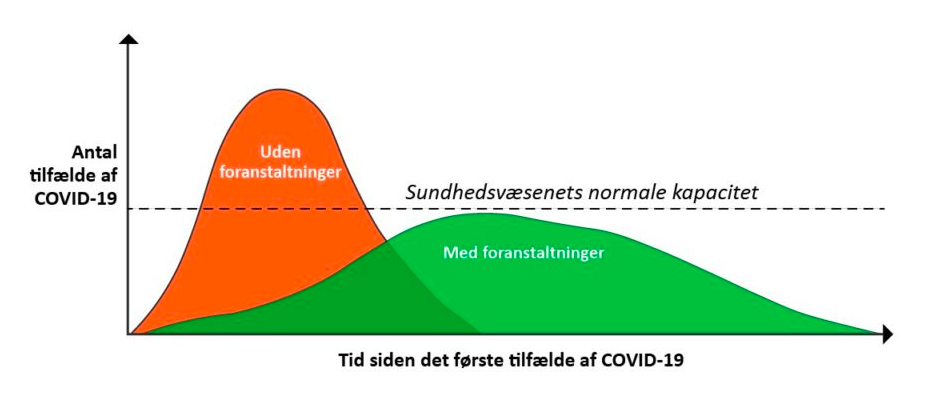 Antal
tilfælde af
COVID-19
Uden
foranstaltninger
Sundhedsvæsenets normale kapacitet
Med foranstaltninger
Tid siden det første tilfælde af COVID-19